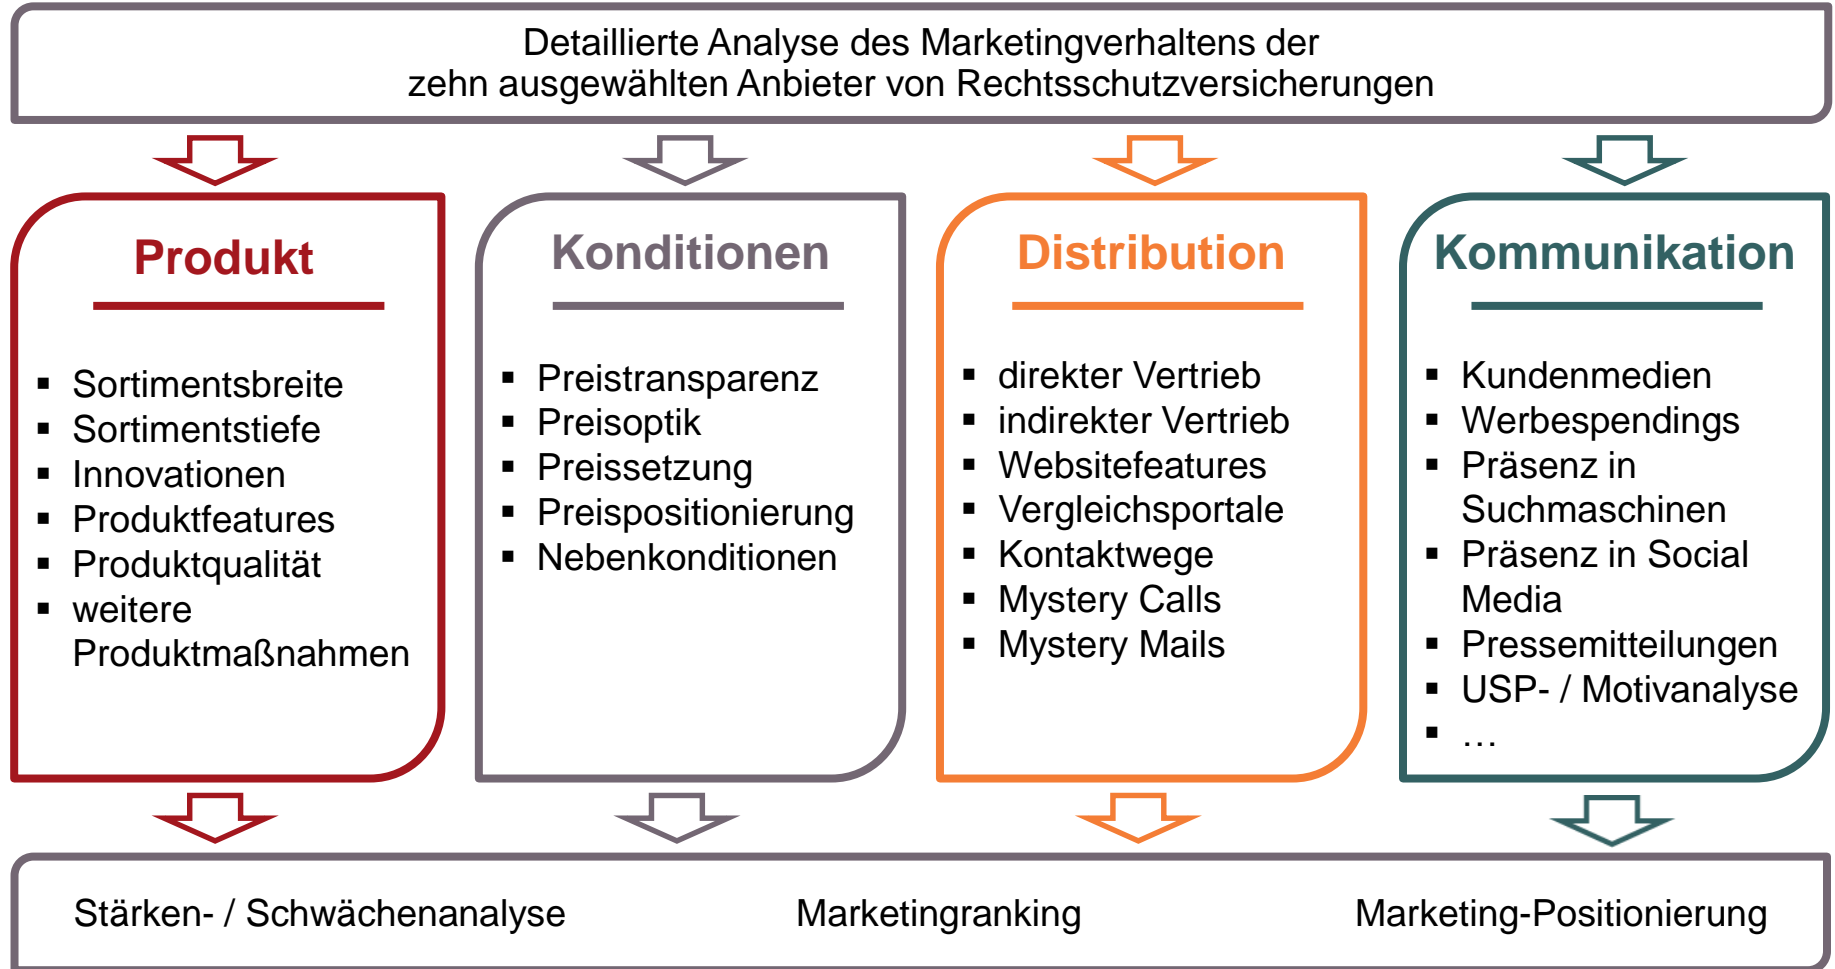 Detaillierte Analyse des Marketingverhaltens der
zehn ausgewählten Anbieter von Rechtsschutzversicherungen
Produkt
▪ Sortimentsbreite
▪ Sortimentstiefe
▪ Innovationen
▪ Produktfeatures
▪ Produktqualität
▪ weitere
Produktmaßnahmen
Konditionen
▪ Preistransparenz
▪ Preisoptik
▪ Preissetzung
▪ Preispositionierung
▪ Nebenkonditionen
Distribution
▪ direkter Vertrieb
▪ indirekter Vertrieb
▪ Websitefeatures
▪ Vergleichsportale
▪ Kontaktwege
▪ Mystery Calls
▪ Mystery Mails
Kommunikation
▪ Kundenmedien
▪ Werbespendings
▪ Präsenz in
Suchmaschinen
▪ Präsenz in Social
Media
▪ Pressemitteilungen
▪ USP- / Motivanalyse
▪ …
Stärken- / Schwächenanalyse
Marketingranking
Marketing-Positionierung